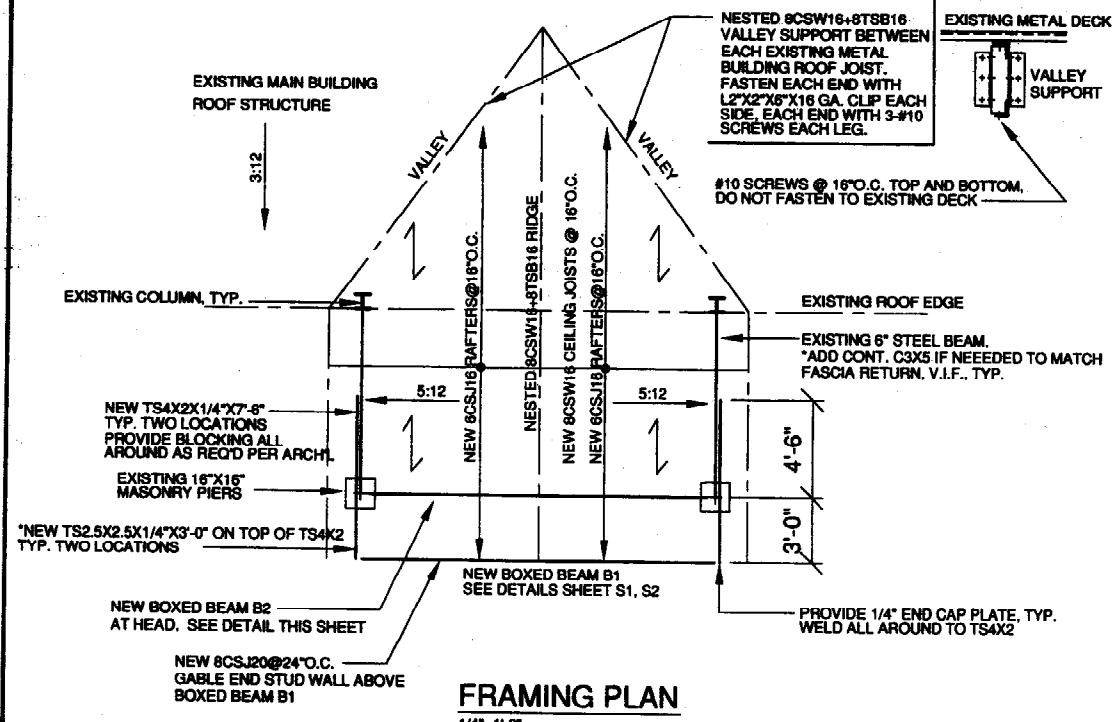 NESTED 8CSW16+8TSB16
VALLEY SUPPORT BETWEEN
EACH EXISTING METAL
BUILDING ROOF JOIST.
FASTEN EACH END WITH
L2"X2"X6"X16 GA. CLIP EACH
SIDE, EACH END WITH 3-#10
SCREWS EACH LEG.
EXISTING METAL DECK
VALLEY
SUPPORT
#10 SCREWS @ 16"O.C. TOP AND BOTTOM,
DO NOT FASTEN TO EXISTING DECK
EXISTING MAIN BUILDING
ROOF STRUCTURE
3:12
VALLEY
VALLEY
NEW 6CSJ16 RAFTERS@16"O.C.
NESTED 8CSW16+8TSB16 RIDGE
NEW 8CSW16 CEILING JOISTS @ 16"O.C.
NEW 6CSJ16 RAFTERS@16"O.C.
EXISTING COLUMN, TYP.
EXISTING ROOF EDGE
EXISTING 6" STEEL BEAM.
*ADD CONT. C3X5 IF NEEEDED TO MATCH
FASCIA RETURN, V.I.F., TYP.
5:12
5:12
NEW TS4X2X1/4"X7'-6"
TYP. TWO LOCATIONS
PROVIDE BLOCKING ALL
AROUND AS REQ'D PER ARCH'L
EXISTING 16"X16"
MASONRY PIERS
*NEW TS2.5X2.5X1/4"X3'-0" ON TOP OF TS4X2
TYP. TWO LOCATIONS
4'-6"
3'-0"
NEW BOXED BEAM B1
SEE DETAILS SHEET S1, S2
NEW BOXED BEAM B2
AT HEAD. SEE DETAIL THIS SHEET
PROVIDE 1/4" END CAP PLATE, TYP.
WELD ALL AROUND TO TS4X2
NEW 8CSJ20@24"O.C.
GABLE END STUD WALL ABOVE
BOXED BEAM B1
FRAMING PLAN